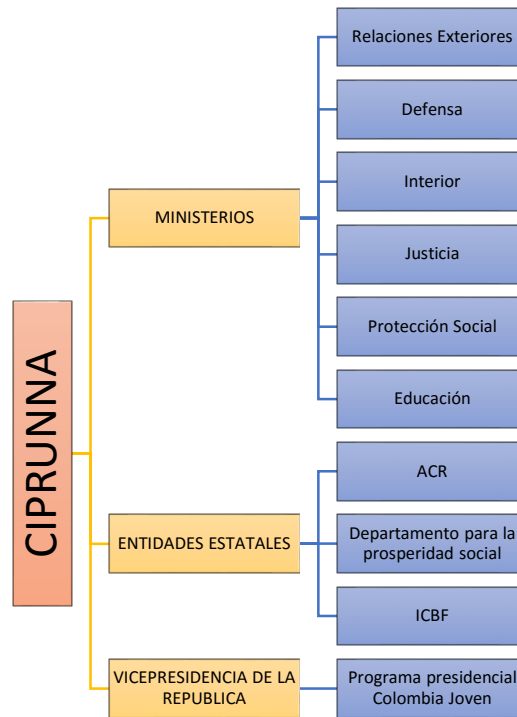 CIPRUNNA
MINISTERIOS
Relaciones Exteriores
Defensa
Interior
Justicia
Protección Social
Educación
ENTIDADES ESTATALES
ACR
Departamento para la
prosperidad social
ICBF
VICEPRESIDENCIA DE LA
REPUBLICA
Programa presidencial
Colombia Joven